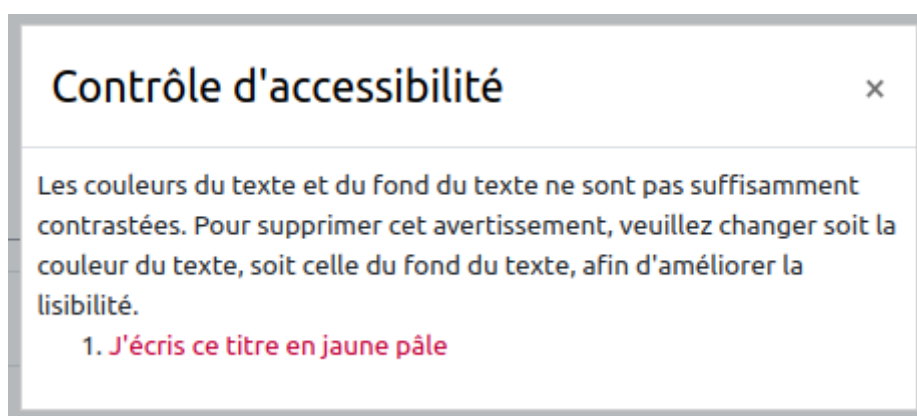 Contrôle d'accessibilité ×
Les couleurs du texte et du fond du texte ne sont pas suffisamment
contrastées. Pour supprimer cet avertissement, veuillez changer soit la
couleur du texte, soit celle du fond du texte, afin d'améliorer la
lisibilité.
1. J'écris ce titre en jaune pâle